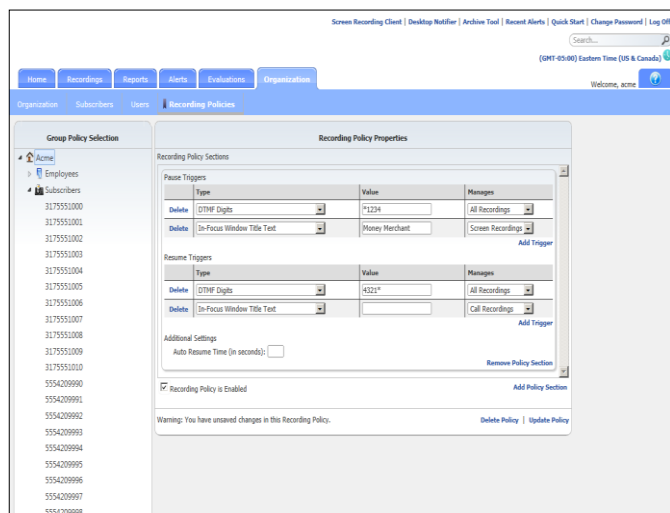 Screen Recording Client | Desktop Notifier | Archive Tool | Recent Alerts | Quick Start | Change Password | Log Off
Search...
(GMT-05:00) Eastern Time (US & Canada)
Home Recordings Reports Alerts Evaluations Organization
Welcome, acme
Organization Subscribers Users Recording Policies
Group Policy Selection
Acme
Employees
Subscribers
3175551000
3175551001
3175551002
3175551003
3175551004
3175551005
3175551006
3175551007
3175551008
3175551009
3175551010
5554209990
5554209991
5554209992
5554209993
5554209994
5554209995
5554209996
5554209997
5554209998
Recording Policy Properties
Recording Policy Sections
Pause Triggers
Type Value Manages
Delete DTMF Digits *1234 All Recordings
Delete In-Focus Window Title Text Money Merchant Screen Recordings
Add Trigger
Resume Triggers
Type Value Manages
Delete DTMF Digits 4321* All Recordings
Delete In-Focus Window Title Text Call Recordings
Add Trigger
Additional Settings
Auto Resume Time (in seconds):
Remove Policy Section
Recording Policy is Enabled
Add Policy Section
Warning: You have unsaved changes in this Recording Policy.
Delete Policy | Update Policy